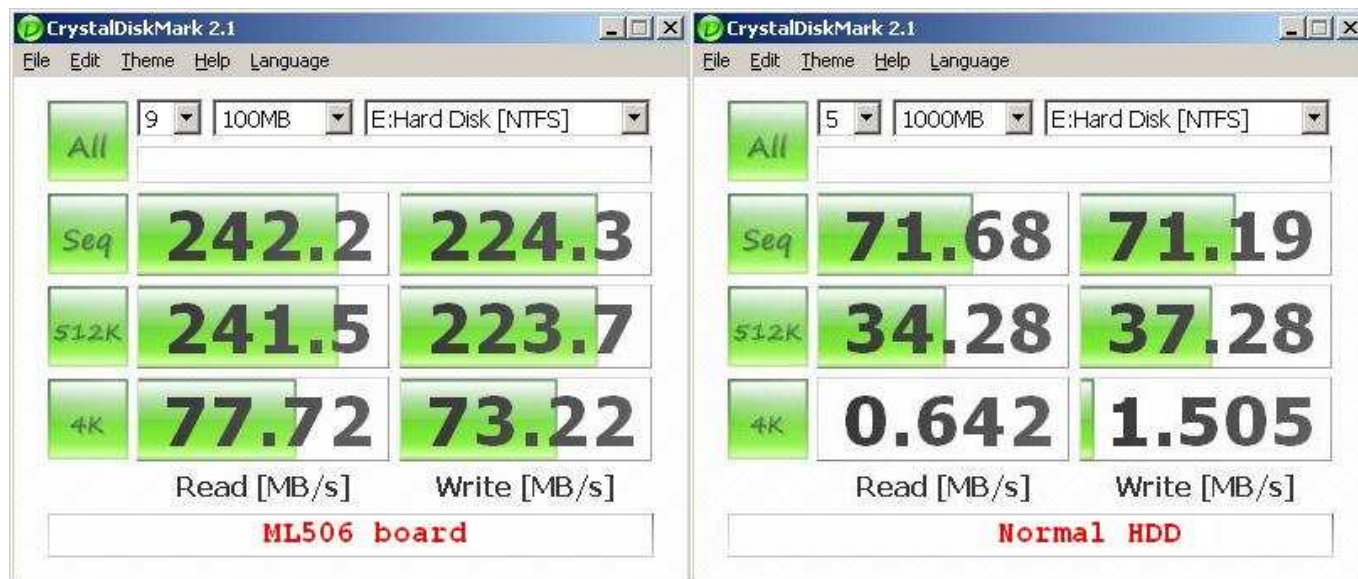 CrystalDiskMark 2.1
File Edit Theme Help Language
All 9 100MB E:Hard Disk [NTFS]
Seq 242.2 224.3
512K 241.5 223.7
4K 77.72 73.22
Read [MB/s] Write [MB/s]
ML506 board
CrystalDiskMark 2.1
File Edit Theme Help Language
All 5 1000MB E:Hard Disk [NTFS]
Seq 71.68 71.19
512K 34.28 37.28
4K 0.642 1.505
Read [MB/s] Write [MB/s]
Normal HDD